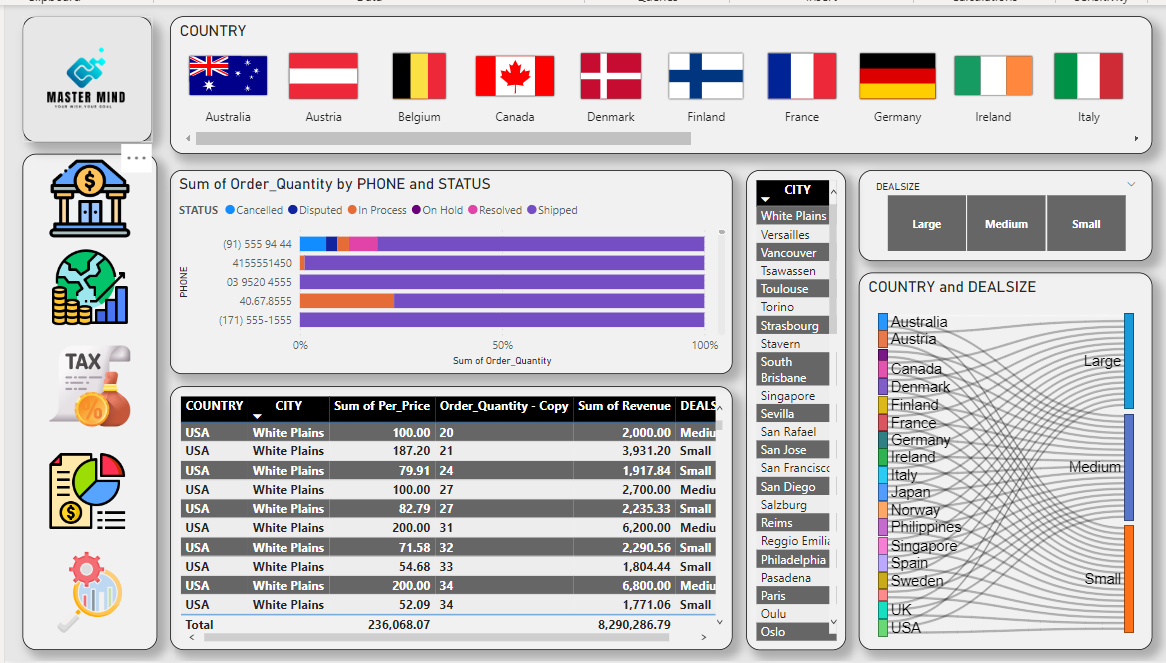 MASTER MIND
YOUR WISH YOUR GOAL
COUNTRY
Australia
Austria
Belgium
Canada
Denmark
Finland
France
Germany
Ireland
Italy
TAX
Sum of Order_Quantity by PHONE and STATUS
STATUS Cancelled Disputed In Process On Hold Resolved Shipped
PHONE
(91) 555 94 44
4155551450
03 9520 4555
40.67.8555
(171) 555-1555
0% 50% 100%
Sum of Order_Quantity
COUNTRY CITY Sum of Per_Price Order_Quantity - Copy Sum of Revenue DEALS
USA White Plains 100.00 20 2,000.00 Mediu
USA White Plains 187.20 21 3,931.20 Small
USA White Plains 79.91 24 1,917.84 Small
USA White Plains 100.00 27 2,700.00 Mediu
USA White Plains 82.79 27 2,235.33 Small
USA White Plains 200.00 31 6,200.00 Mediu
USA White Plains 71.58 32 2,290.56 Small
USA White Plains 54.68 33 1,804.44 Small
USA White Plains 200.00 34 6,800.00 Mediu
USA White Plains 52.09 34 1,771.06 Small
Total 236,068.07 8,290,286.79
CITY
White Plains
Versailles
Vancouver
Tsawassen
Toulouse
Torino
Strasbourg
Stavern
South
Brisbane
Singapore
Sevilla
San Rafael
San Jose
San Francisco
San Diego
Salzburg
Reims
Reggio Emilia
Philadelphia
Pasadena
Paris
Oulu
Oslo
DEALSIZE
Large
Medium
Small
COUNTRY and DEALSIZE
Australia
Austria
Canada
Denmark
Finland
France
Germany
Ireland
Italy
Japan
Norway
Philippines
Singapore
Spain
Sweden
UK
USA
Large
Medium
Small